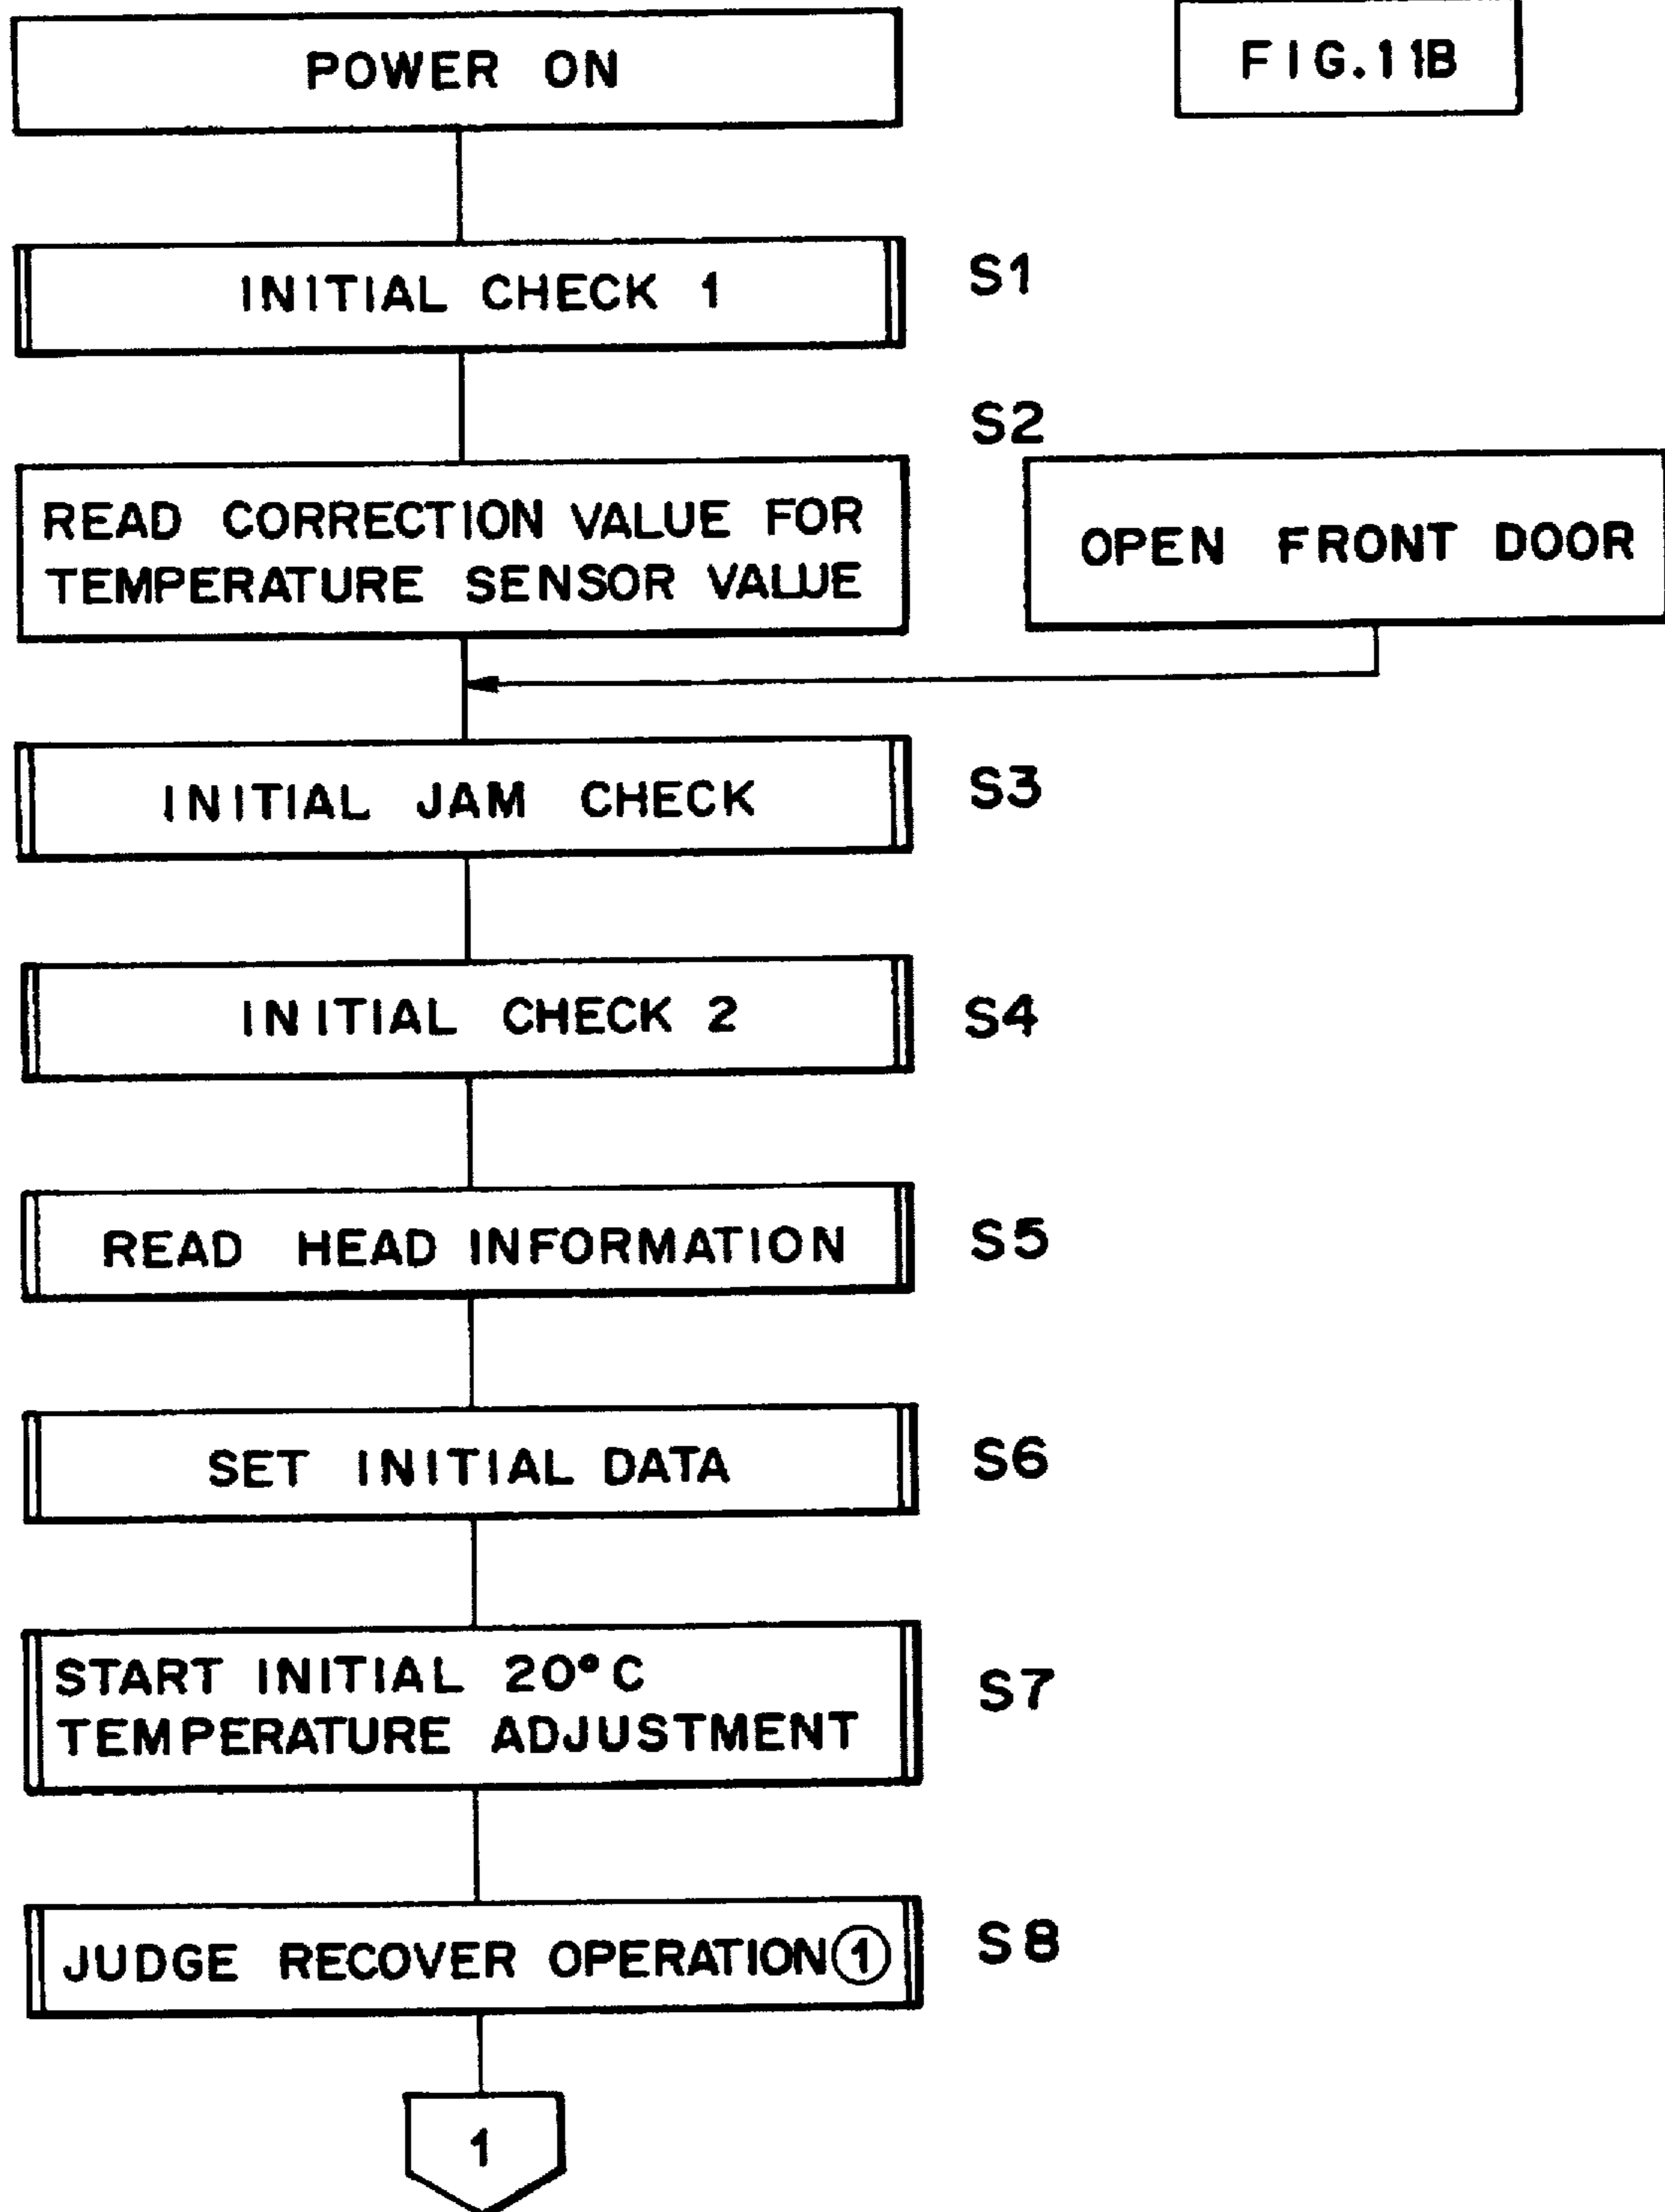 POWER ON
FIG.11B
INITIAL CHECK 1
S1
S2
READ CORRECTION VALUE FOR
TEMPERATURE SENSOR VALUE
OPEN FRONT DOOR
INITIAL JAM CHECK
S3
INITIAL CHECK 2
S4
READ HEAD INFORMATION
S5
SET INITIAL DATA
S6
START INITIAL 20°C
TEMPERATURE ADJUSTMENT
S7
JUDGE RECOVER OPERATION①
S8
1